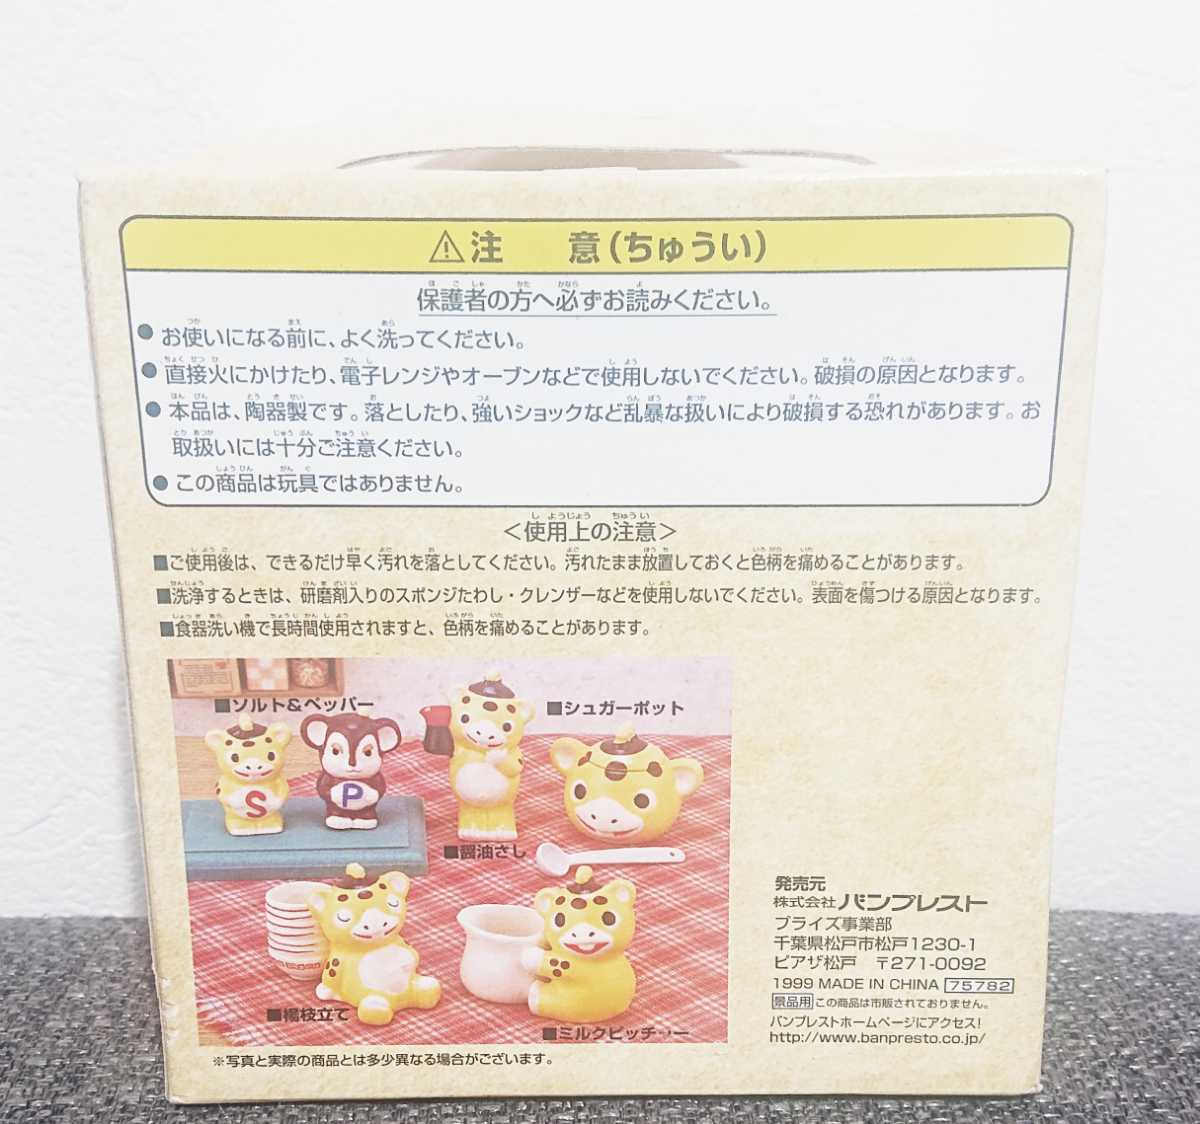 ⚠注 意(ちゅうい)
保護者の方へ必ずお読みください。
●お使いになる前に、よく洗ってください。
●直接火にかけたり、電子レンジやオーブンなどで使用しないでください。破損の原因となります。
●本品は、陶器製です。落としたり、強いショックなど乱暴な扱いにより破損する恐れがあります。お
取扱いには十分ご注意ください。
●この商品は玩具ではありません。
<使用上の注意>
■ご使用後は、できるだけ早く汚れを落としてください。汚れたまま放置しておくと色柄を痛めることがあります。
■洗浄するときは、研磨剤入りのスポンジたわし・クレンザーなどを使用しないでください。表面を傷つける原因となります。
■食器洗い機で長時間使用されますと、色柄を痛めることがあります。
■ソルト&ペッパー
■シュガーポット
S
P
■醤油さし
■楊枝立て
■ミルクピッチャー
※写真と実際の商品とは多少異なる場合がございます。
発売元
株式会社 バンプレスト
プライズ事業部
千葉県松戸市松戸1230-1
ピアザ松戸 〒271-0092
1999 MADE IN CHINA 75782
景品用 この商品は市販されておりません。
バンプレストホームページにアクセス!
http://www.banpresto.co.jp/